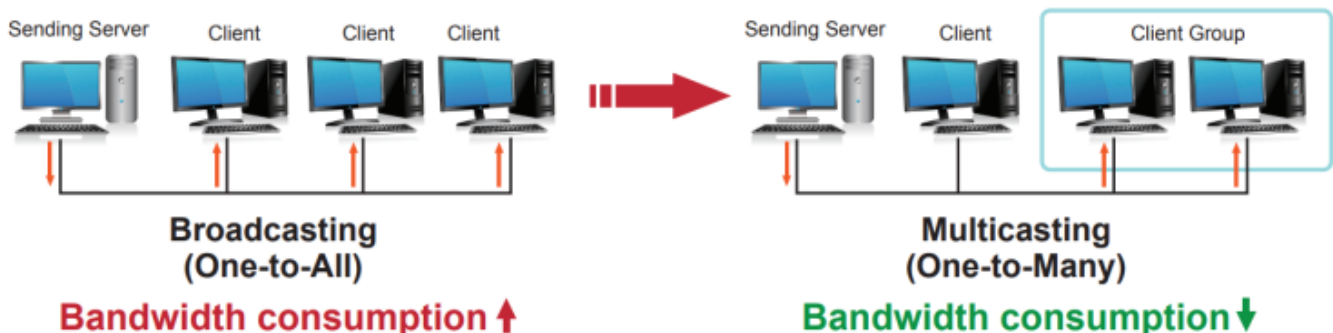 Sending Server
Client
Client
Client
Broadcasting
(One-to-All)
Bandwidth consumption
Sending Server
Client
Client Group
Multicasting
(One-to-Many)
Bandwidth consumption